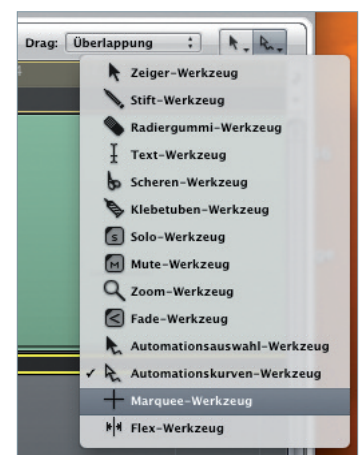 Drag: Überlappung
Zeiger-Werkzeug
Stift-Werkzeug
Radiergummi-Werkzeug
Text-Werkzeug
Scheren-Werkzeug
Klebetuben-Werkzeug
S Solo-Werkzeug
M Mute-Werkzeug
Zoom-Werkzeug
Fade-Werkzeug
Automationsauswahl-Werkzeug
✓ Automationskurven-Werkzeug
Marquee-Werkzeug
Flex-Werkzeug